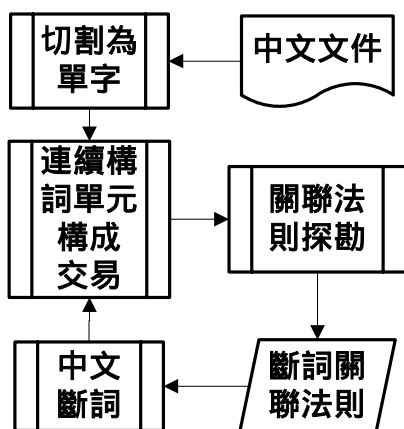 切割為
單字
中文文件
連續構
詞單元
構成
交易
關聯法
則探勘
斷詞關
聯法則
中文
斷詞